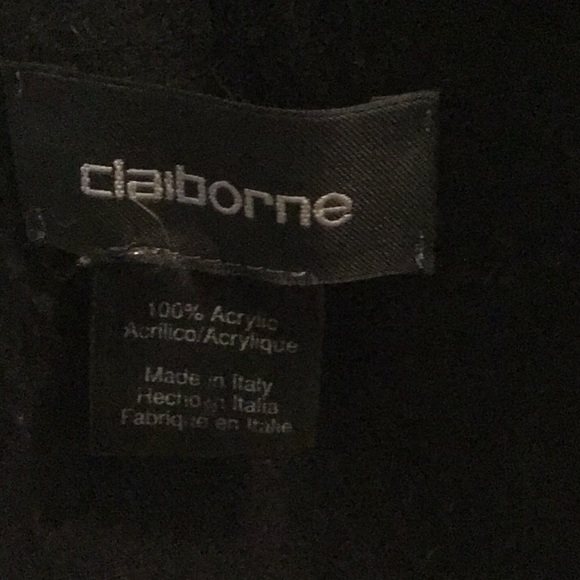 claiborne
100% Acrylic
Acrilico/Acrylique
Made in Italy
Hecho en Italia
Fabrique en Italie